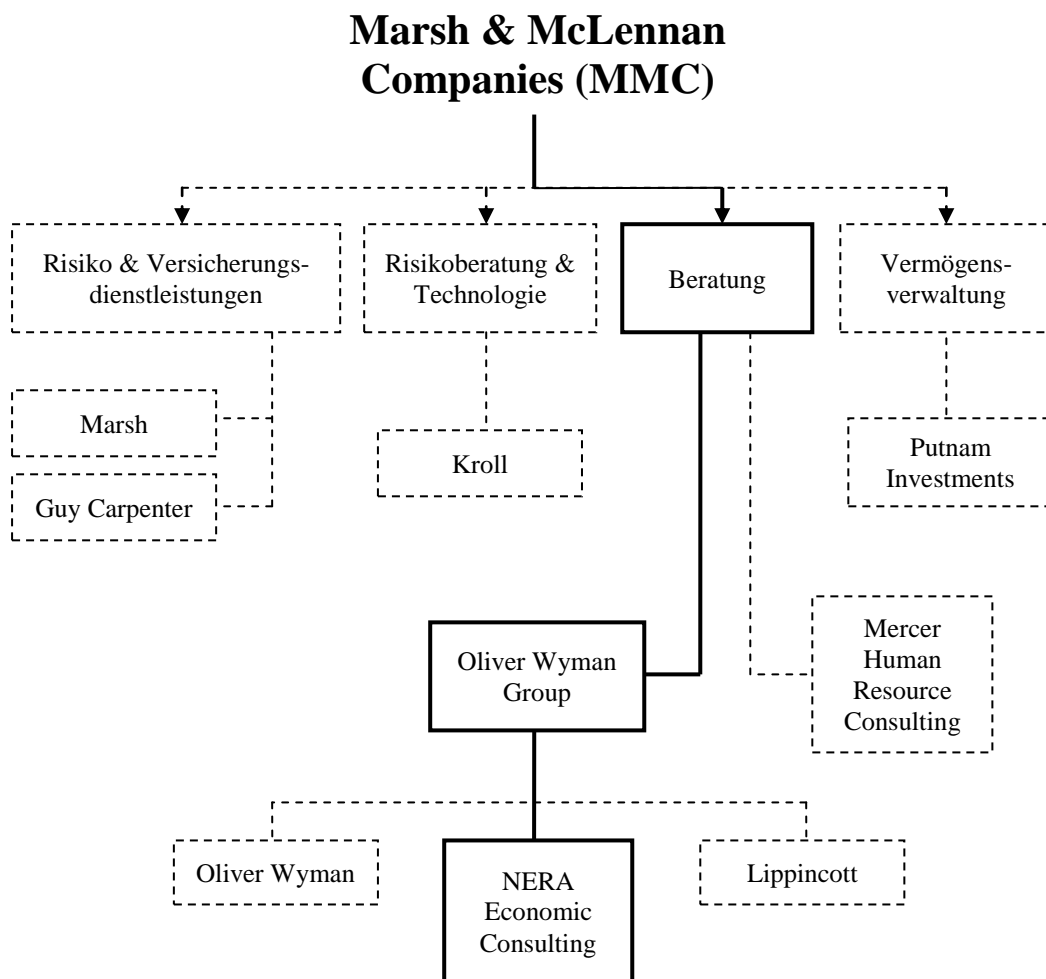 Marsh & McLennan
Companies (MMC)
Risiko & Versicherungs-
dienstleistungen
Risikoberatung &
Technologie
Beratung
Vermögens-
verwaltung
Marsh
Guy Carpenter
Kroll
Putnam
Investments
Oliver Wyman
Group
Mercer
Human
Resource
Consulting
Oliver Wyman
NERA
Economic
Consulting
Lippincott